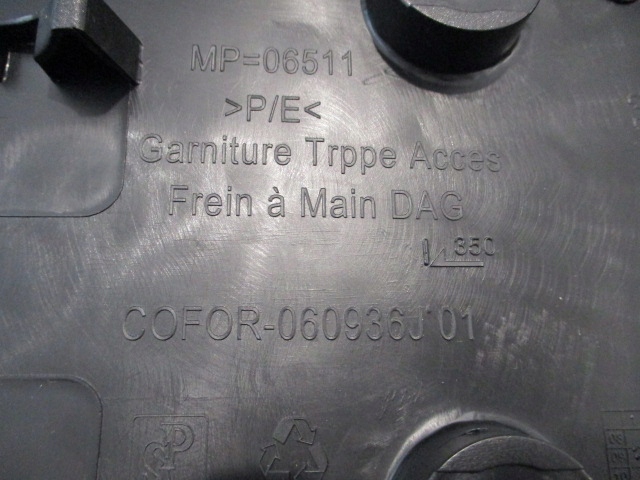 MP=06511
>P/E<
Garniture Trppe Acces
Frein à Main DAG
350
COFOR-060936J 01